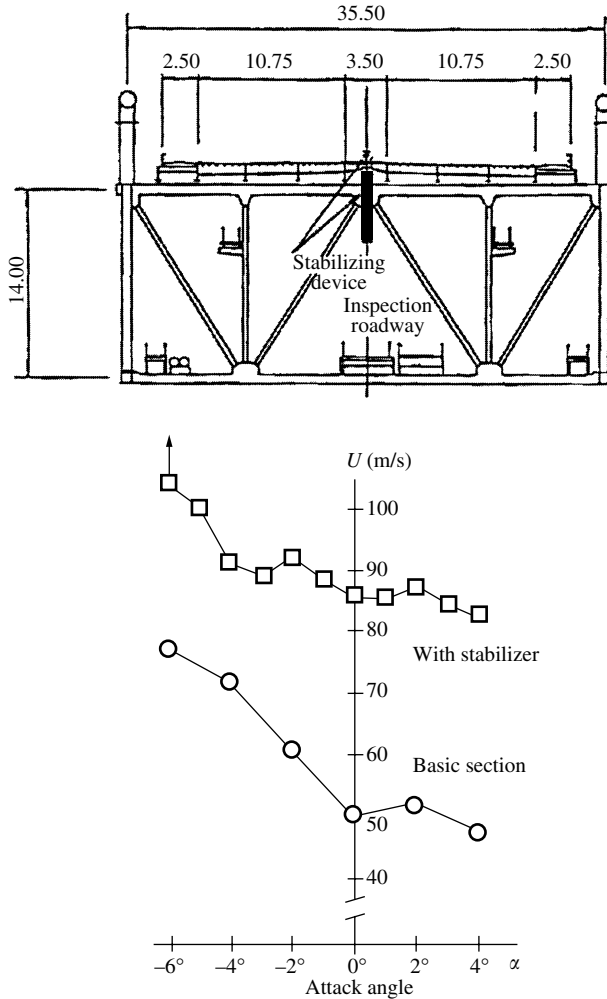 35.50
2.50 10.75 3.50 10.75 2.50
14.00
Stabilizing
device
Inspection
roadway
U (m/s)
100
90
80
With stabilizer
70
60
Basic section
50
40
–6° –4° –2° 0° 2° 4° α
Attack angle